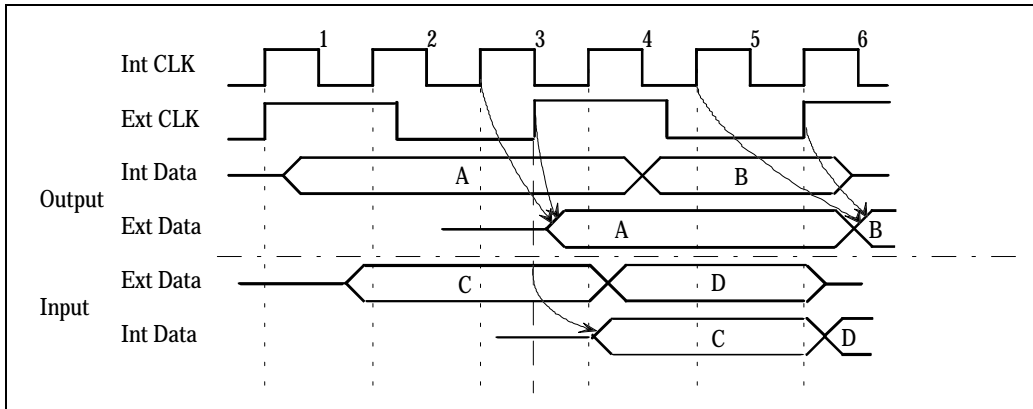 1 2 3 4 5 6
Int CLK
Ext CLK
Int Data
A B
Output
Ext Data
A B
Ext Data
C D
Input
Int Data
C D